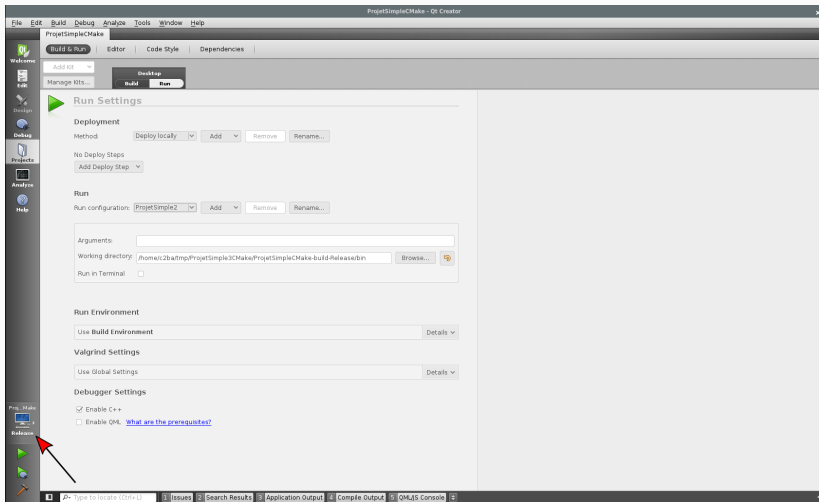 ProjetSimpleCMake - Qt Creator
File Edit Build Debug Analyze Tools Window Help
ProjetSimpleCMake
Welcome
Edit
Design
Debug
Projects
Analyze
Help
Build & Run Editor Code Style Dependencies
Add Kit
Manage Kits...
Desktop
Build Run
Run Settings
Deployment
Method: Deploy locally Add Remove Rename...
No Deploy Steps
Add Deploy Step
Run
Run configuration: ProjetSimple2 Add Remove Rename...
Arguments:
Working directory: /home/c2ba/tmp/ProjetSimple3CMake/ProjetSimpleCMake-build-Release/bin Browse...
Run in Terminal
Run Environment
Use Build Environment Details
Valgrind Settings
Use Global Settings Details
Debugger Settings
Enable C++
Enable QML What are the prerequisites?
Proj...Make
Release
Type to locate (Ctrl+L) 1 Issues 2 Search Results 3 Application Output 4 Compile Output 5 QML/JS Console